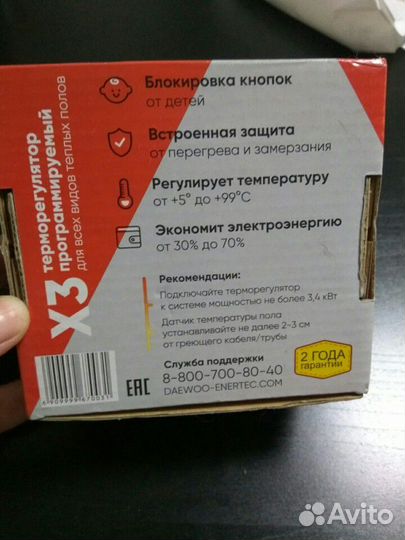 Блокировка кнопок
от детей
Встроенная защита
от перегрева и замерзания
Регулирует температуру
от +5° до +99°C
Экономит электроэнергию
от 30% до 70%
Рекомендации:
Подключайте терморегулятор
к системе мощностью не более 3,4 кВт
Датчик температуры пола
устанавливайте не далее 2-3 см
от греющего кабеля/трубы
Служба поддержки
8-800-700-80-40
DAEWOO-ENERTEC.COM
2 ГОДА
гарантии
EAC
X3
терморегулятор
программируемый
для всех видов теплых полов
6909999670031
Avito